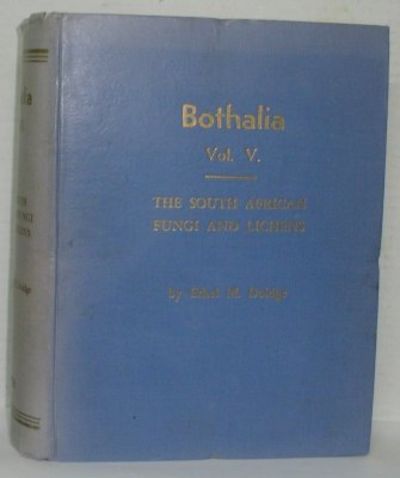 Bothalia
Vol. V.
THE SOUTH AFRICAN
FUNGI AND LICHENS
by Ethel M. Doidge